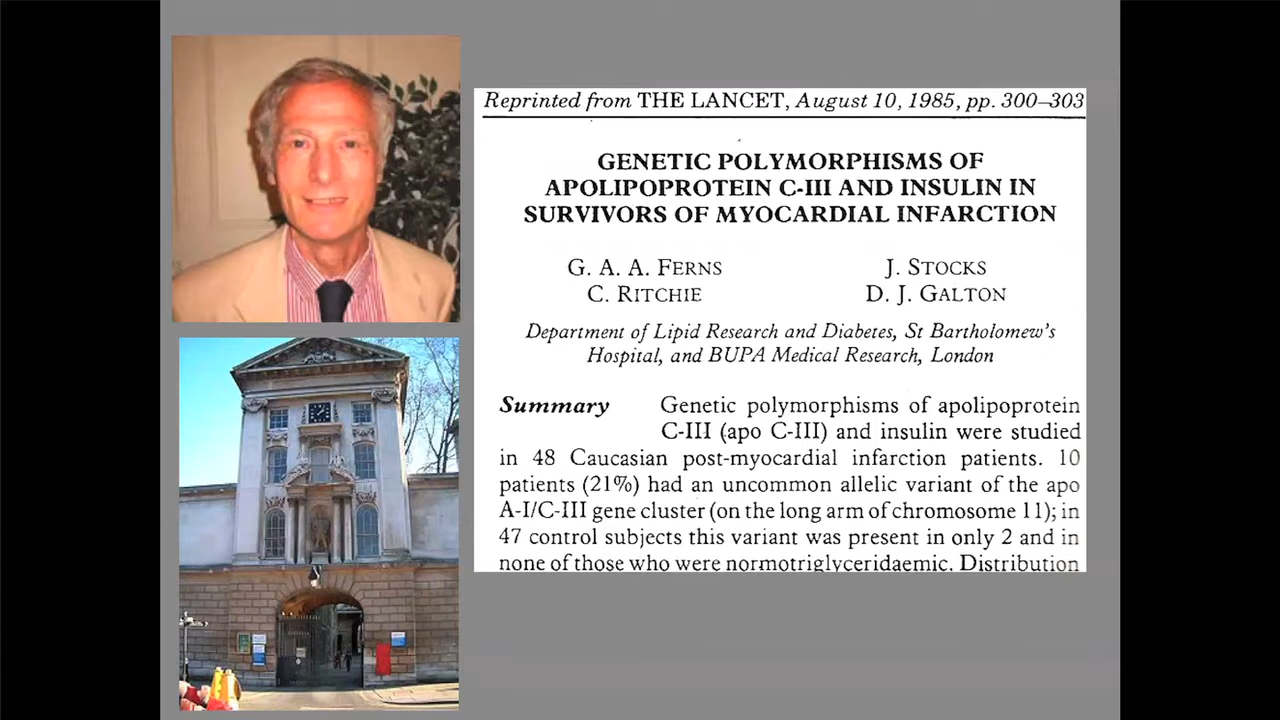 Reprinted from THE LANCET, August 10, 1985, pp. 300–303
GENETIC POLYMORPHISMS OF
APOLIPOPROTEIN C-III AND INSULIN IN
SURVIVORS OF MYOCARDIAL INFARCTION
G. A. A. FERNS J. STOCKS
C. RITCHIE D. J. GALTON
Department of Lipid Research and Diabetes, St Bartholomew's
Hospital, and BUPA Medical Research, London
Summary Genetic polymorphisms of apolipoprotein
C-III (apo C-III) and insulin were studied
in 48 Caucasian post-myocardial infarction patients. 10
patients (21%) had an uncommon allelic variant of the apo
A-I/C-III gene cluster (on the long arm of chromosome 11); in
47 control subjects this variant was present in only 2 and in
none of those who were normotriglyceridaemic. Distribution